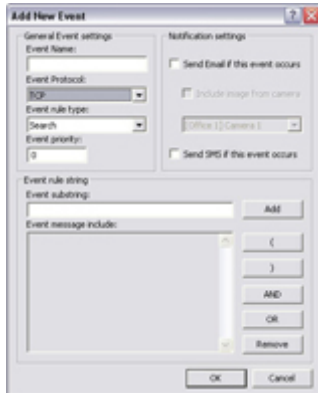 Add New Event
General Event settings
Event Name:
Event Protocol:
TCP
Event rule type:
Search
Event priority:
0
Notification settings
Send Email if this event occurs
Include image from camera
[Office 1] Camera 1
Send SMS if this event occurs
Event rule string
Event substring:
Add
Event message include:
(
)
AND
OR
Remove
OK
Cancel